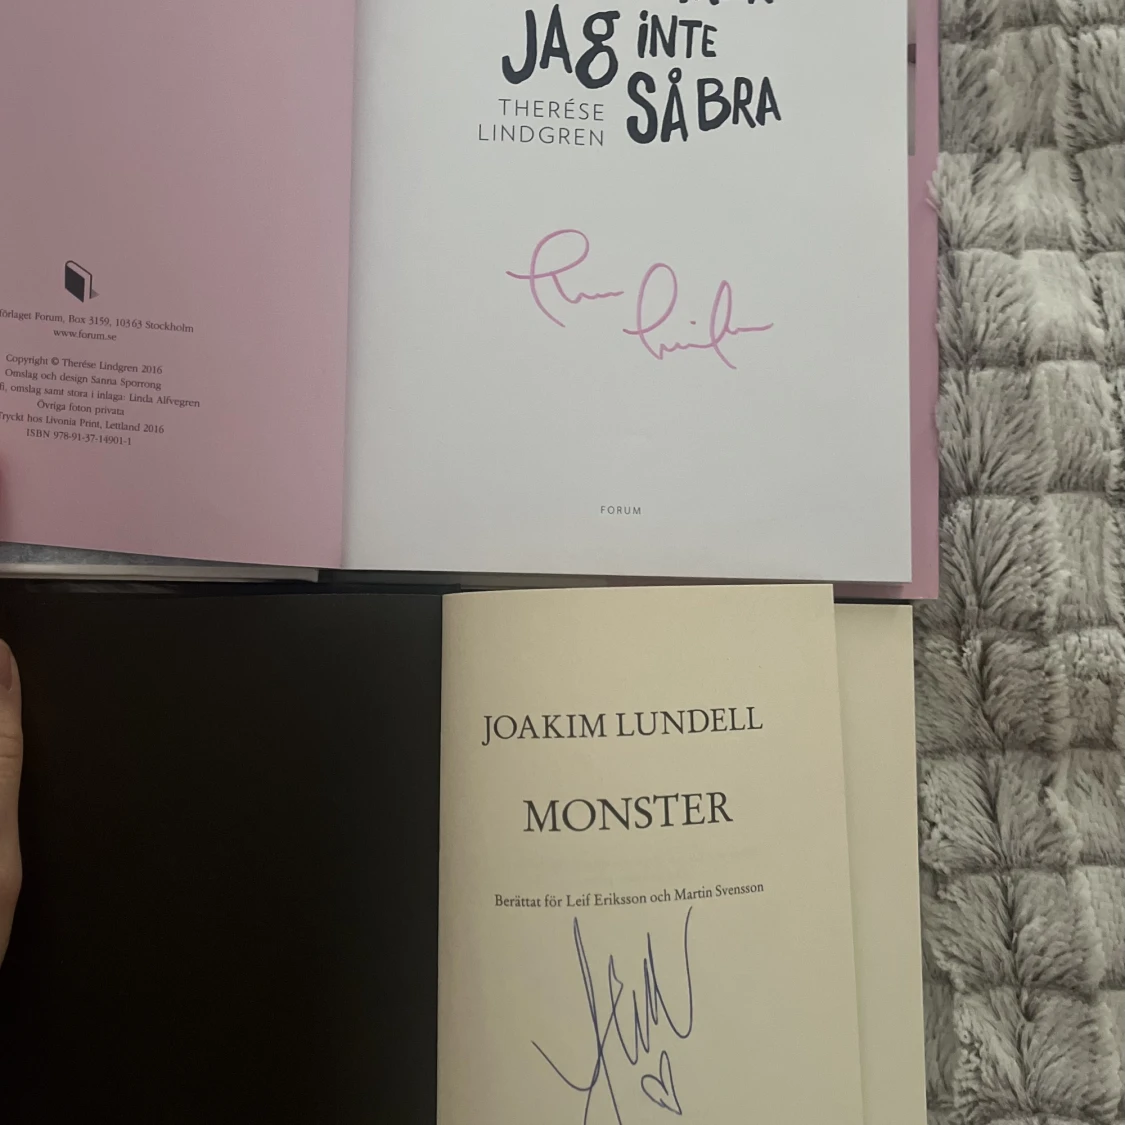 JAG INTE
SÅ BRA
THERÉSE
LINDGREN
förlaget Forum, Box 3159, 103 63 Stockholm
www.forum.se
Copyright © Therése Lindgren 2016
Omslag och design Sanna Sporrong
omslag samt stora i inlaga: Linda Alfvegren
Övriga foton privata
Tryckt hos Livonia Print, Lettland 2016
ISBN 978-91-37-14901-1
FORUM
JOAKIM LUNDELL
MONSTER
Berättat för Leif Eriksson och Martin Svensson